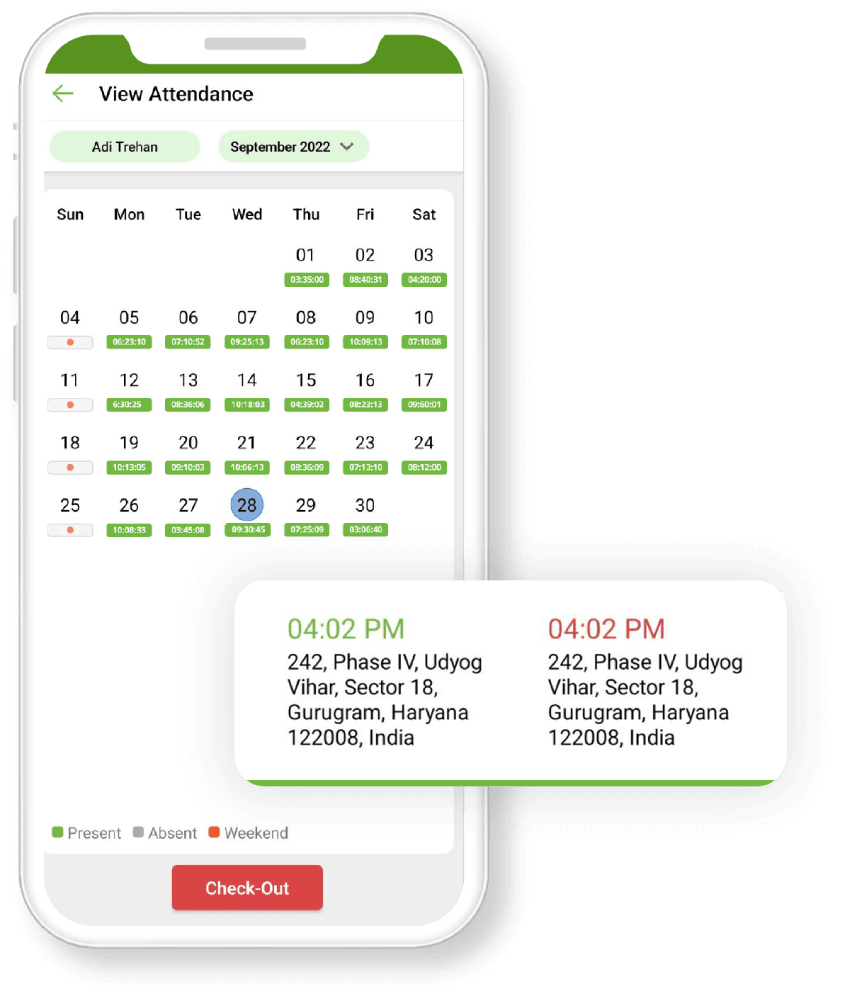 View Attendance
Adi Trehan September 2022
Sun Mon Tue Wed Thu Fri Sat
01 02 03
03:35:00 08:40:31 04:20:00
04 05 06 07 08 09 10
06:23:10 07:10:52 09:25:13 06:23:10 10:09:13 07:10:08
11 12 13 14 15 16 17
6:30:25 08:36:06 10:18:03 04:39:02 08:23:13 09:60:01
18 19 20 21 22 23 24
10:13:05 09:10:03 10:06:13 08:36:09 07:13:10 08:12:00
25 26 27 28 29 30
10:08:33 03:45:08 09:30:45 07:25:09 03:06:40
04:02 PM
242, Phase IV, Udyog
Vihar, Sector 18,
Gurugram, Haryana
122008, India
04:02 PM
242, Phase IV, Udyog
Vihar, Sector 18,
Gurugram, Haryana
122008, India
Present Absent Weekend
Check-Out